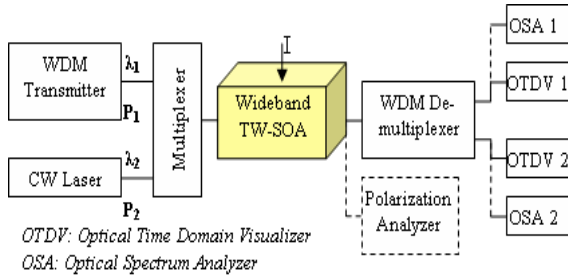 WDM
Transmitter
λ1
P1
CW Laser
λ2
P2
Multiplexer
I
Wideband
TW-SOA
WDM De-
multiplexer
Polarization
Analyzer
OSA 1
OTDV 1
OTDV 2
OSA 2
OTDV: Optical Time Domain Visualizer
OSA: Optical Spectrum Analyzer